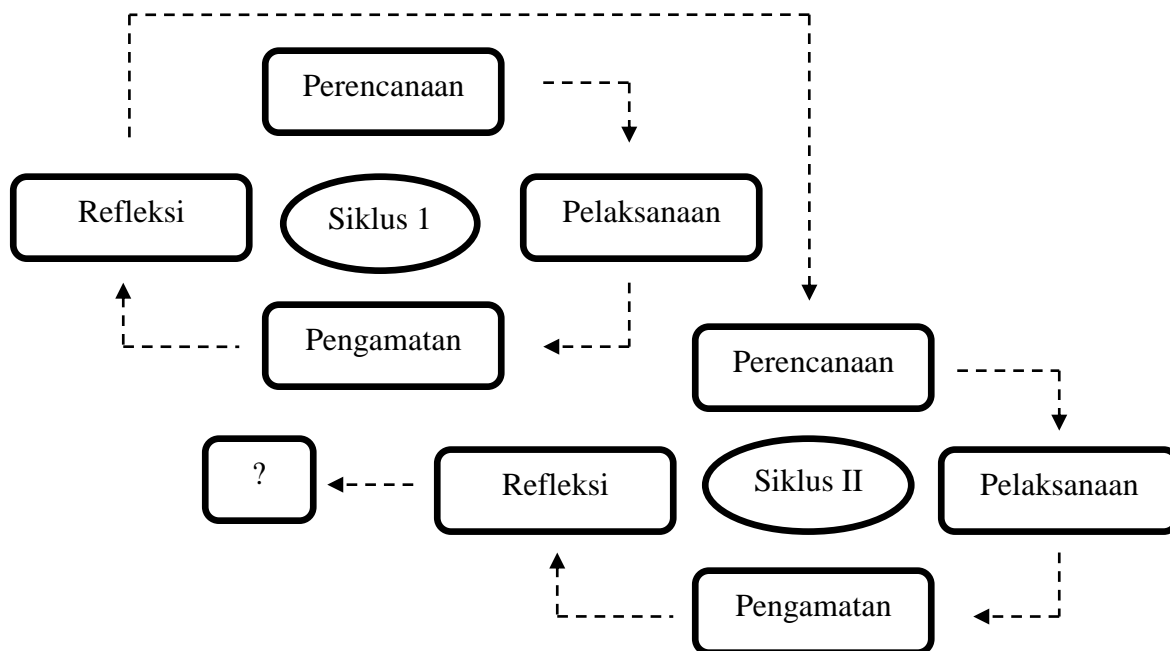 Perencanaan
Refleksi
Siklus 1
Pelaksanaan
Pengamatan
Perencanaan
?
Refleksi
Siklus II
Pelaksanaan
Pengamatan